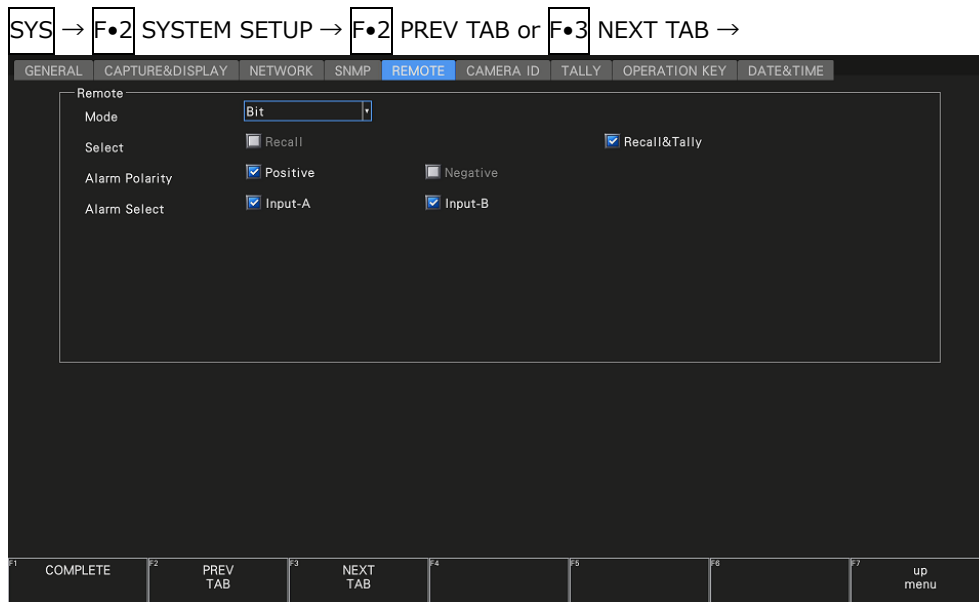 SYS → F•2 SYSTEM SETUP → F•2 PREV TAB or F•3 NEXT TAB →
GENERAL CAPTURE&DISPLAY NETWORK SNMP REMOTE CAMERA ID TALLY OPERATION KEY DATE&TIME
Remote
Mode Bit
Select Recall Recall&Tally
Alarm Polarity Positive Negative
Alarm Select Input-A Input-B
F1 COMPLETE F2 PREV F3 NEXT F4 F5 F6 F7 up
TAB TAB menu